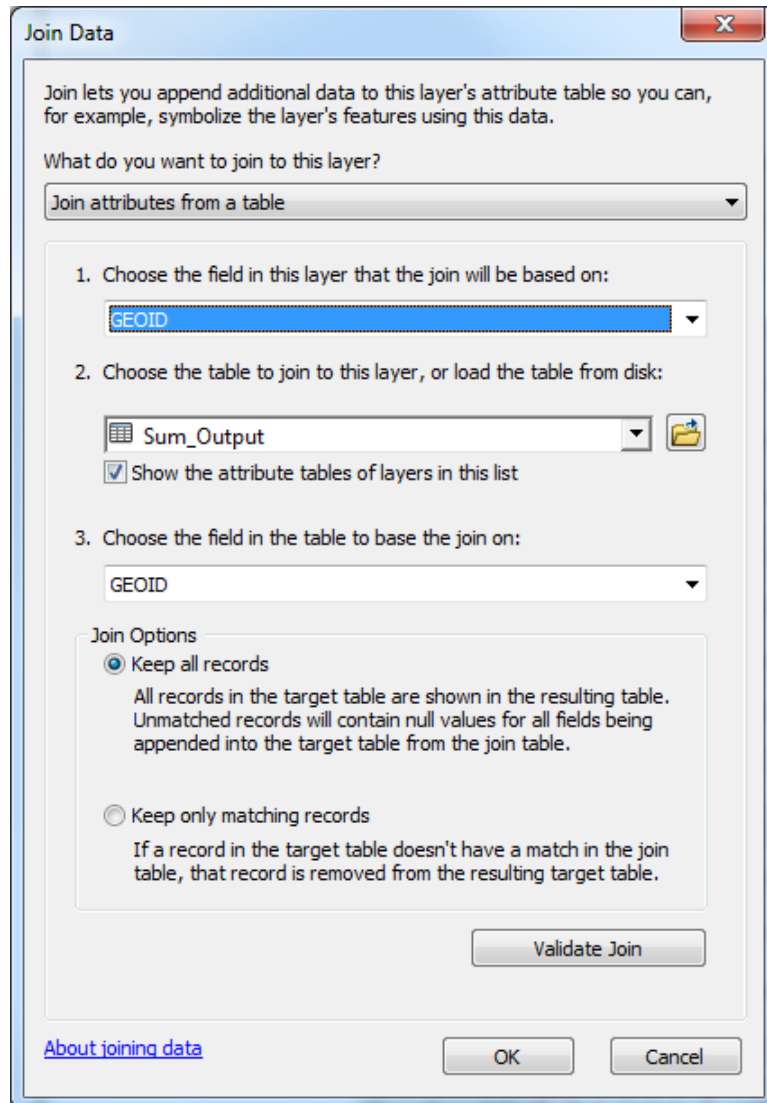 Join Data
Join lets you append additional data to this layer's attribute table so you can,
for example, symbolize the layer's features using this data.
What do you want to join to this layer?
Join attributes from a table
1. Choose the field in this layer that the join will be based on:
GEOID
2. Choose the table to join to this layer, or load the table from disk:
Sum_Output
Show the attribute tables of layers in this list
3. Choose the field in the table to base the join on:
GEOID
Join Options
Keep all records
All records in the target table are shown in the resulting table.
Unmatched records will contain null values for all fields being
appended into the target table from the join table.
Keep only matching records
If a record in the target table doesn't have a match in the join
table, that record is removed from the resulting target table.
Validate Join
About joining data
OK
Cancel